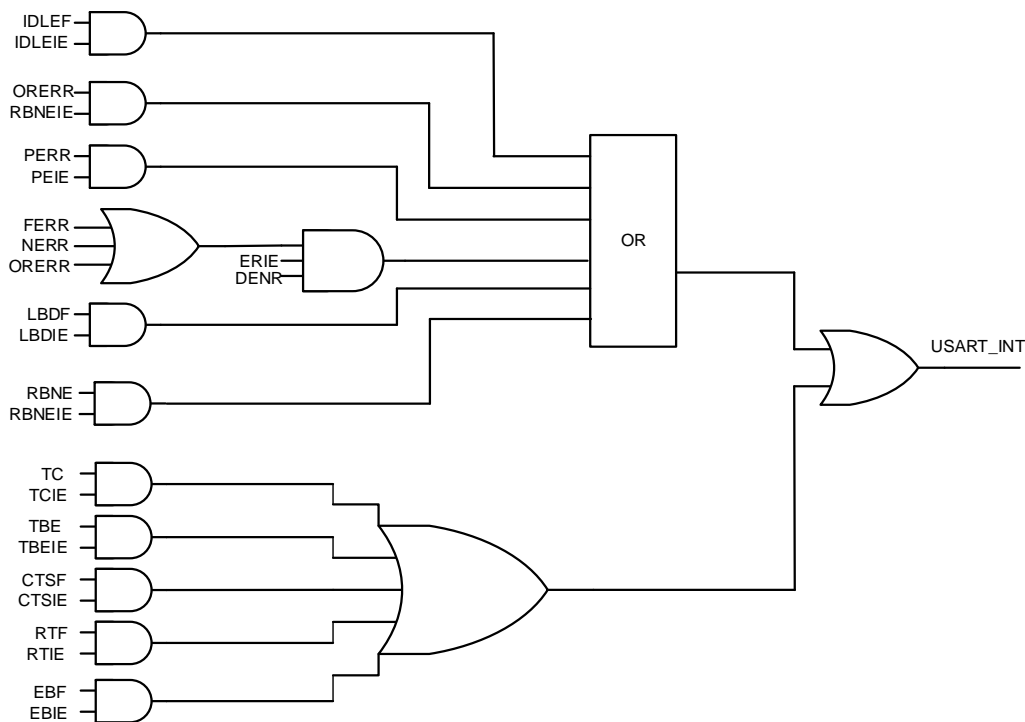 IDLEF
IDLEIE
ORERR
RBNEIE
PERR
PEIE
FERR
NERR
ORERR
ERIE
DENR
OR
LBDF
LBDIE
USART_INT
RBNE
RBNEIE
TC
TCIE
TBE
TBEIE
CTSF
CTSIE
RTF
RTIE
EBF
EBIE